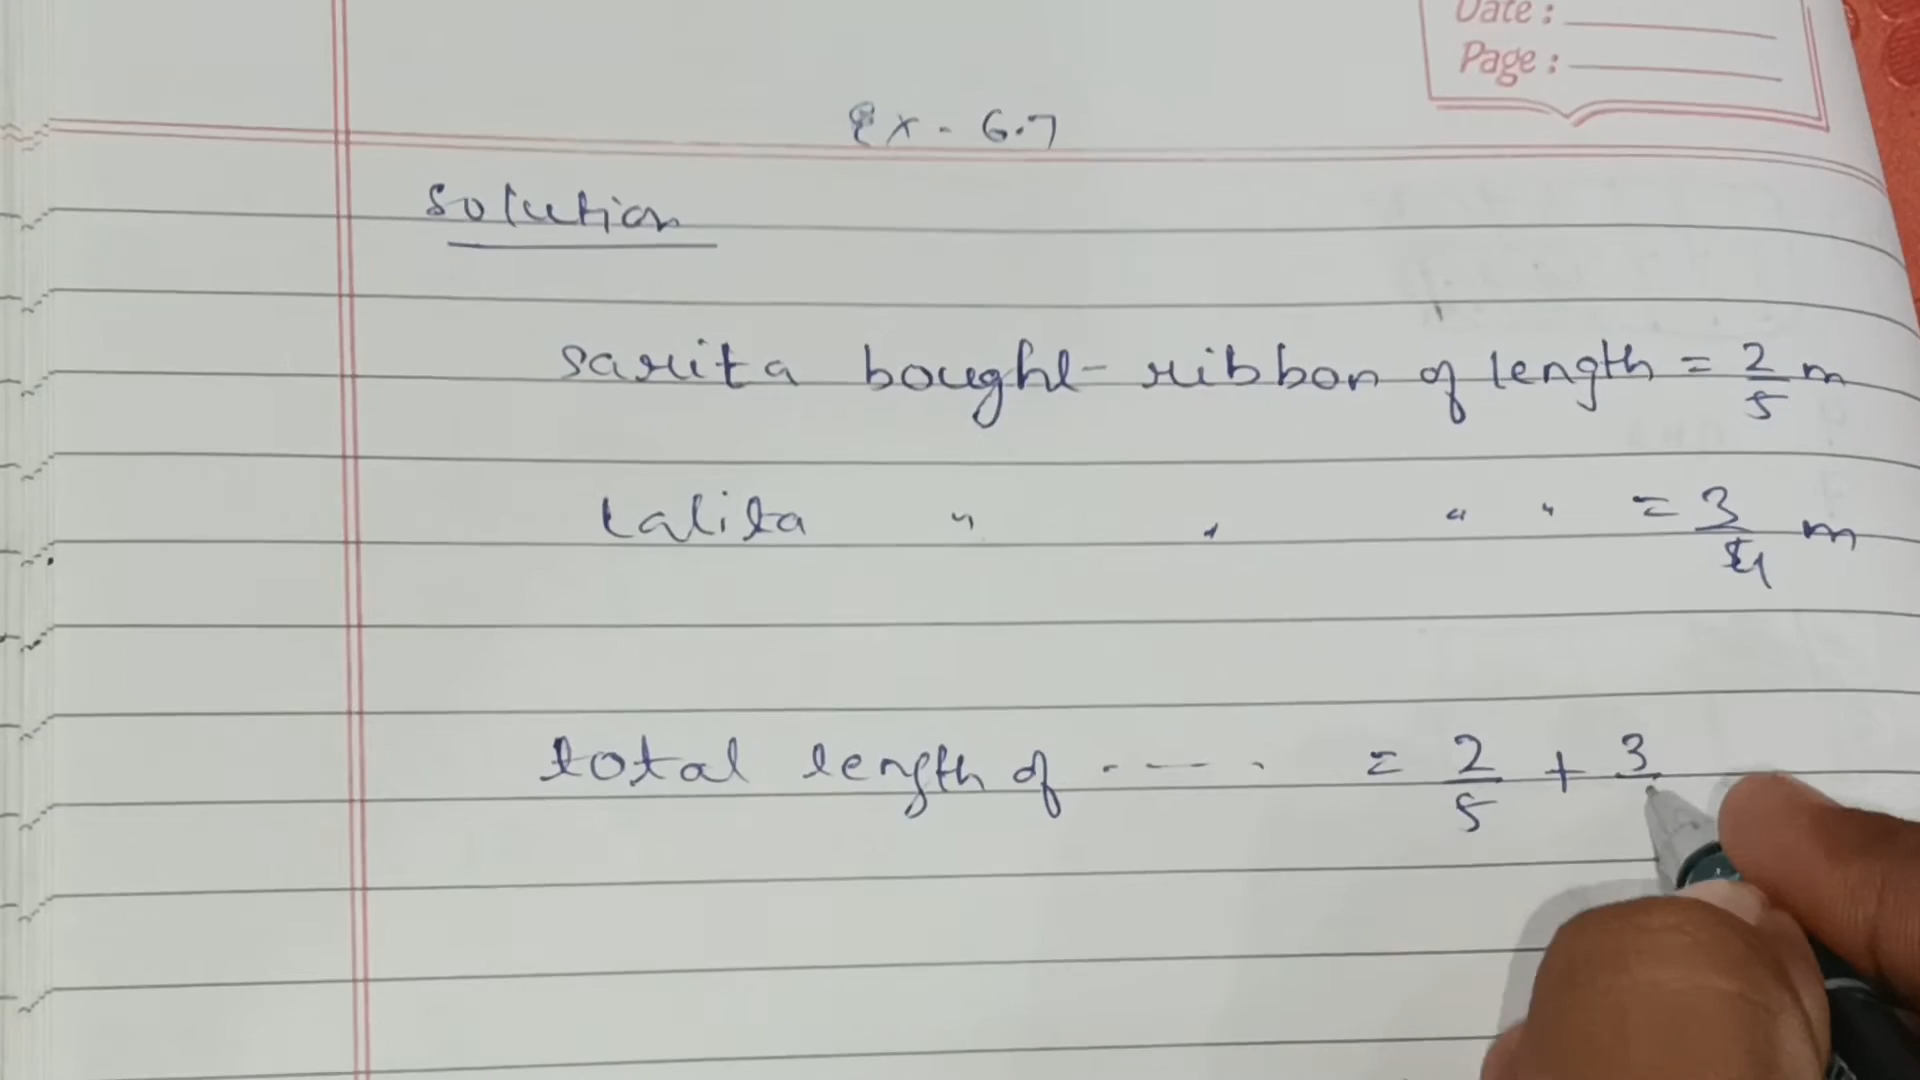 Date :
Page :
Ex - 6.7
Solution
Sarita bought ribbon of length = 2/5 m
Lalita " " " " = 3/4 m
total length of ---- = 2/5 + 3